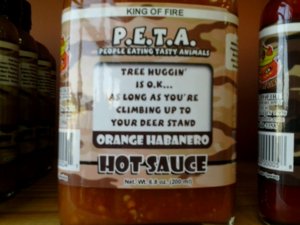 KING OF FIRE
P.E.T.A.
PEOPLE EATING TASTY ANIMALS
TREE HUGGIN'
IS O.K...
AS LONG AS YOU'RE
CLIMBING UP TO
YOUR DEER STAND
ORANGE HABANERO
HOT SAUCE
Net. Wt. 6.8 oz. (200 ml)